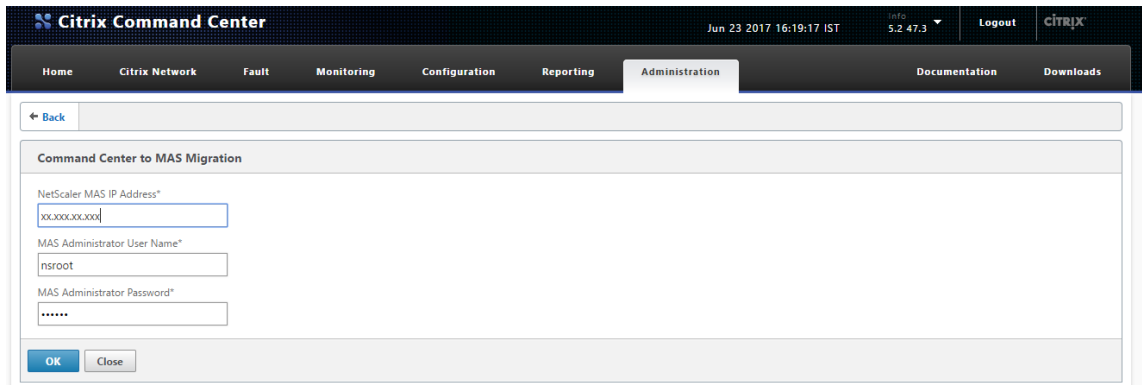 Citrix Command Center
Jun 23 2017 16:19:17 IST
Info
5.2 47.3
Logout
CITRIX
Home
Citrix Network
Fault
Monitoring
Configuration
Reporting
Administration
Documentation
Downloads
Back
Command Center to MAS Migration
NetScaler MAS IP Address*
xx.xxx.xx.xxx
MAS Administrator User Name*
nsroot
MAS Administrator Password*
••••••
OK
Close